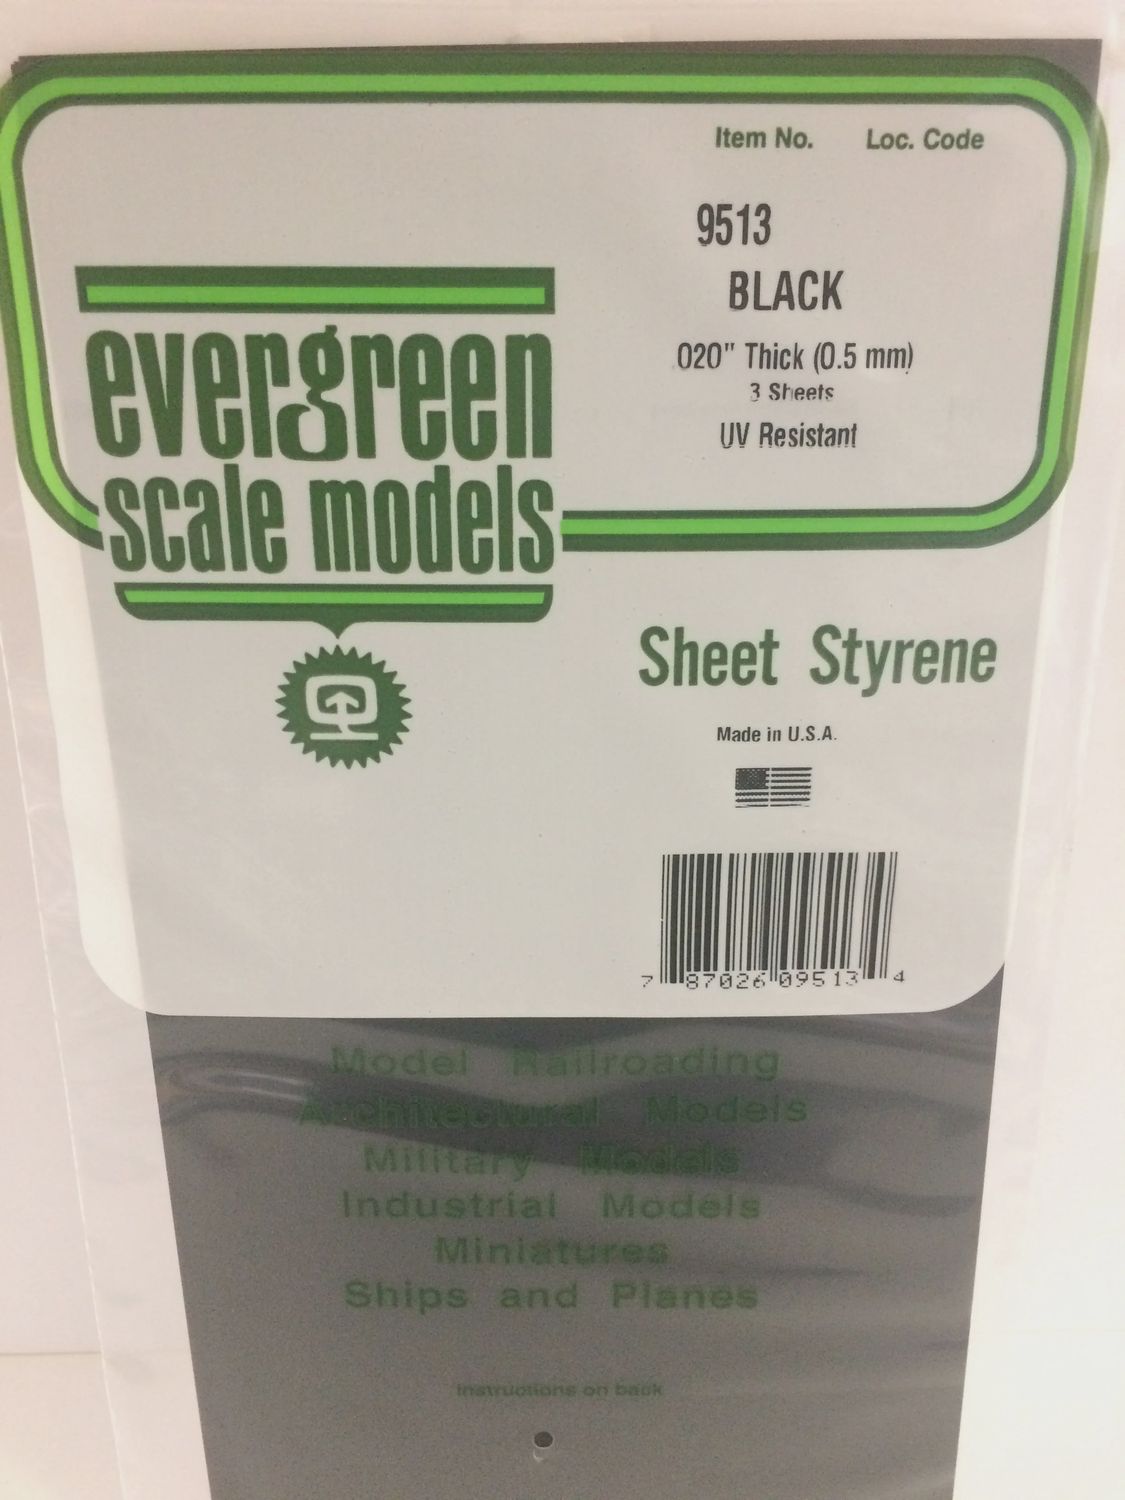 Item No. Loc. Code
9513
BLACK
.020" Thick (0.5 mm)
3 Sheets
UV Resistant
evergreen
scale models
Sheet Styrene
Made in U.S.A.
7 87026 09513 4
Model Railroading
Architectural Models
Military Models
Industrial Models
Miniatures
Ships and Planes
Instructions on back